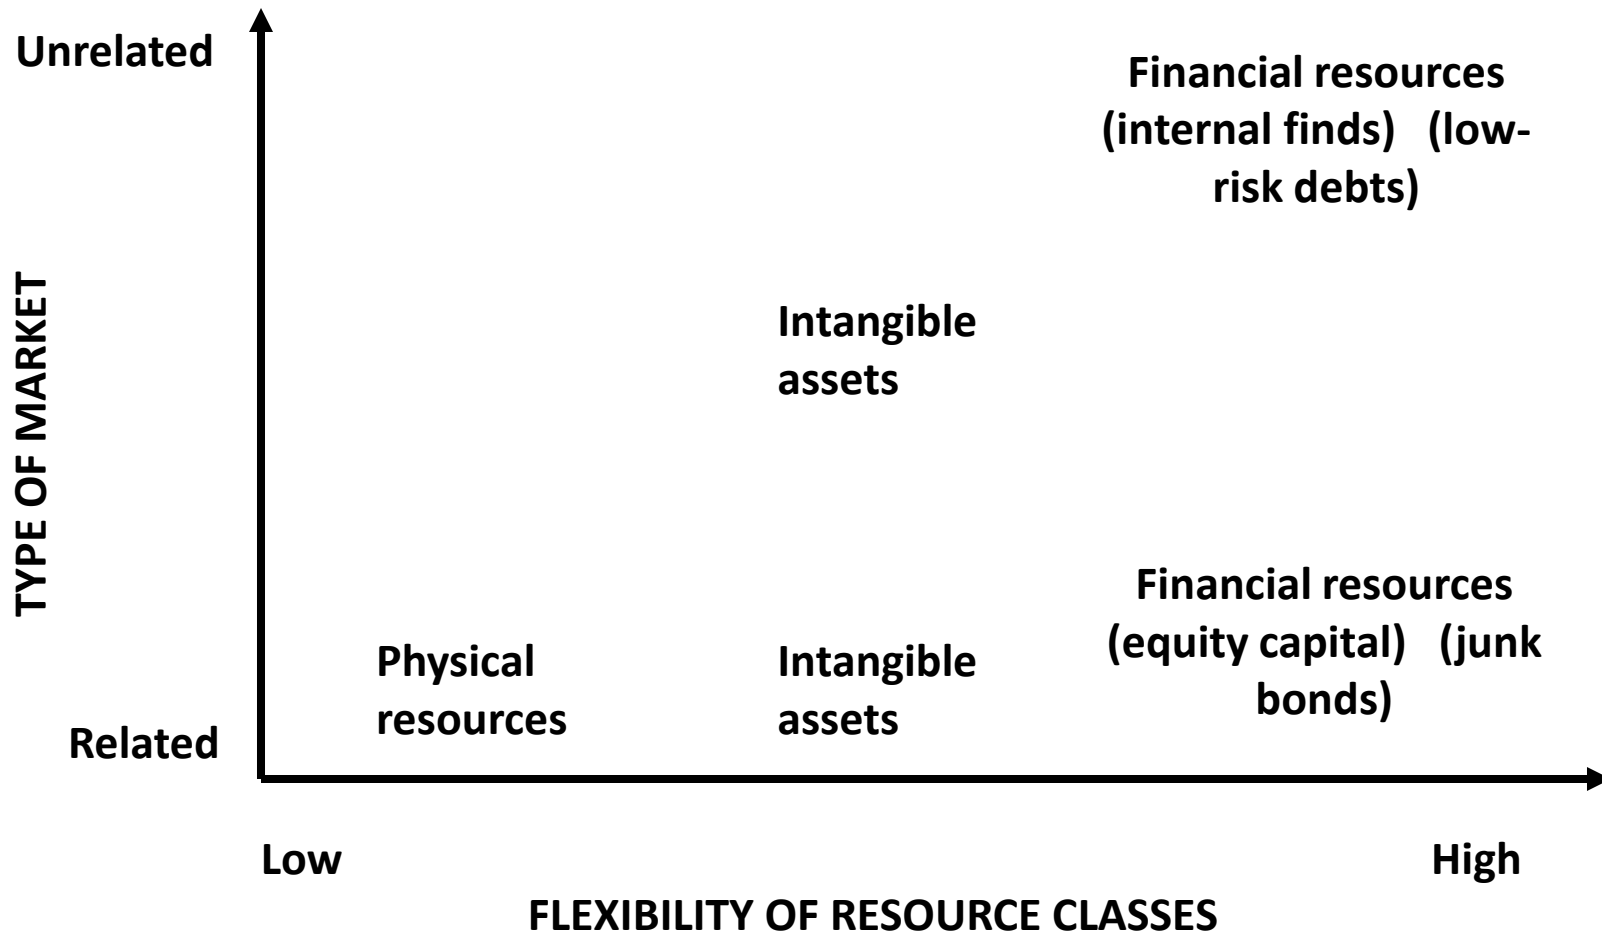 Unrelated
Financial resources
(internal finds) (low-
risk debts)
TYPE OF MARKET
Intangible
assets
Financial resources
(equity capital) (junk
bonds)
Physical
resources
Intangible
assets
Related
Low
High
FLEXIBILITY OF RESOURCE CLASSES